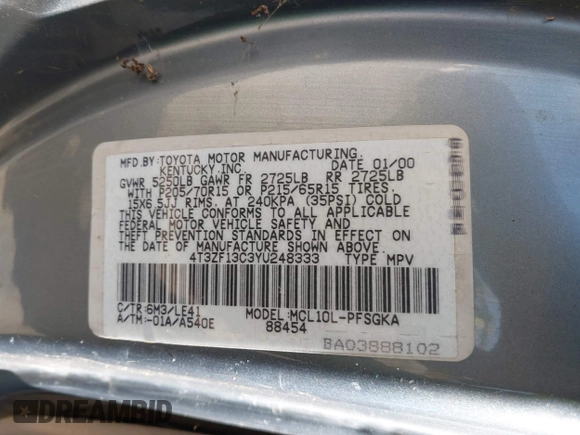 MFD.BY: TOYOTA MOTOR MANUFACTURING,
KENTUCKY,INC. DATE 01/00
GVWR 5250LB GAWR FR 2725LB RR 2725LB
WITH P205/70R15 OR P215/65R15 TIRES,
15X6.5JJ RIMS, AT 240KPA (35PSI) COLD
THIS VEHICLE CONFORMS TO ALL APPLICABLE
FEDERAL MOTOR VEHICLE SAFETY AND
THEFT PREVENTION STANDARDS IN EFFECT ON
THE DATE OF MANUFACTURE SHOWN ABOVE.
4T3ZF13C3YU248333 TYPE MPV
C/TR:6M3/LE41 MODEL:MCL10L-PFSGKA
A/TM:-01A/A540E 88454
BA03888102
DREAMBID